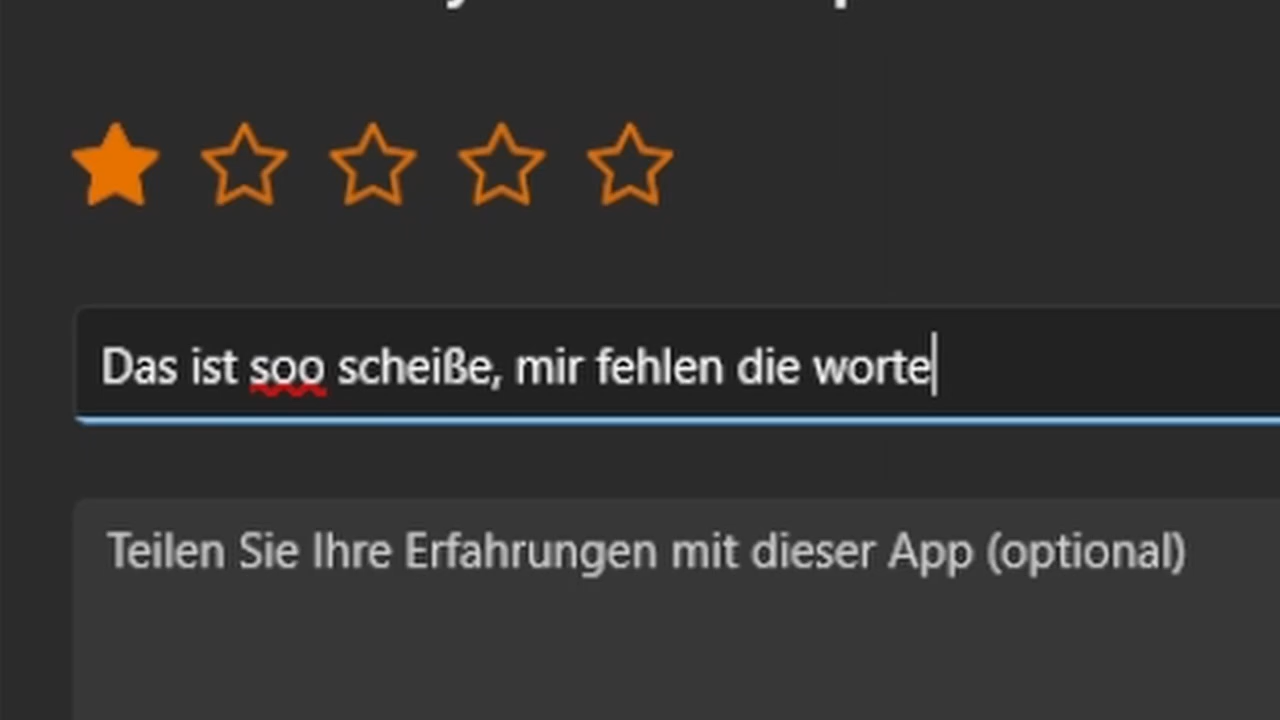 Das ist soo scheiße, mir fehlen die worte
Teilen Sie Ihre Erfahrungen mit dieser App (optional)